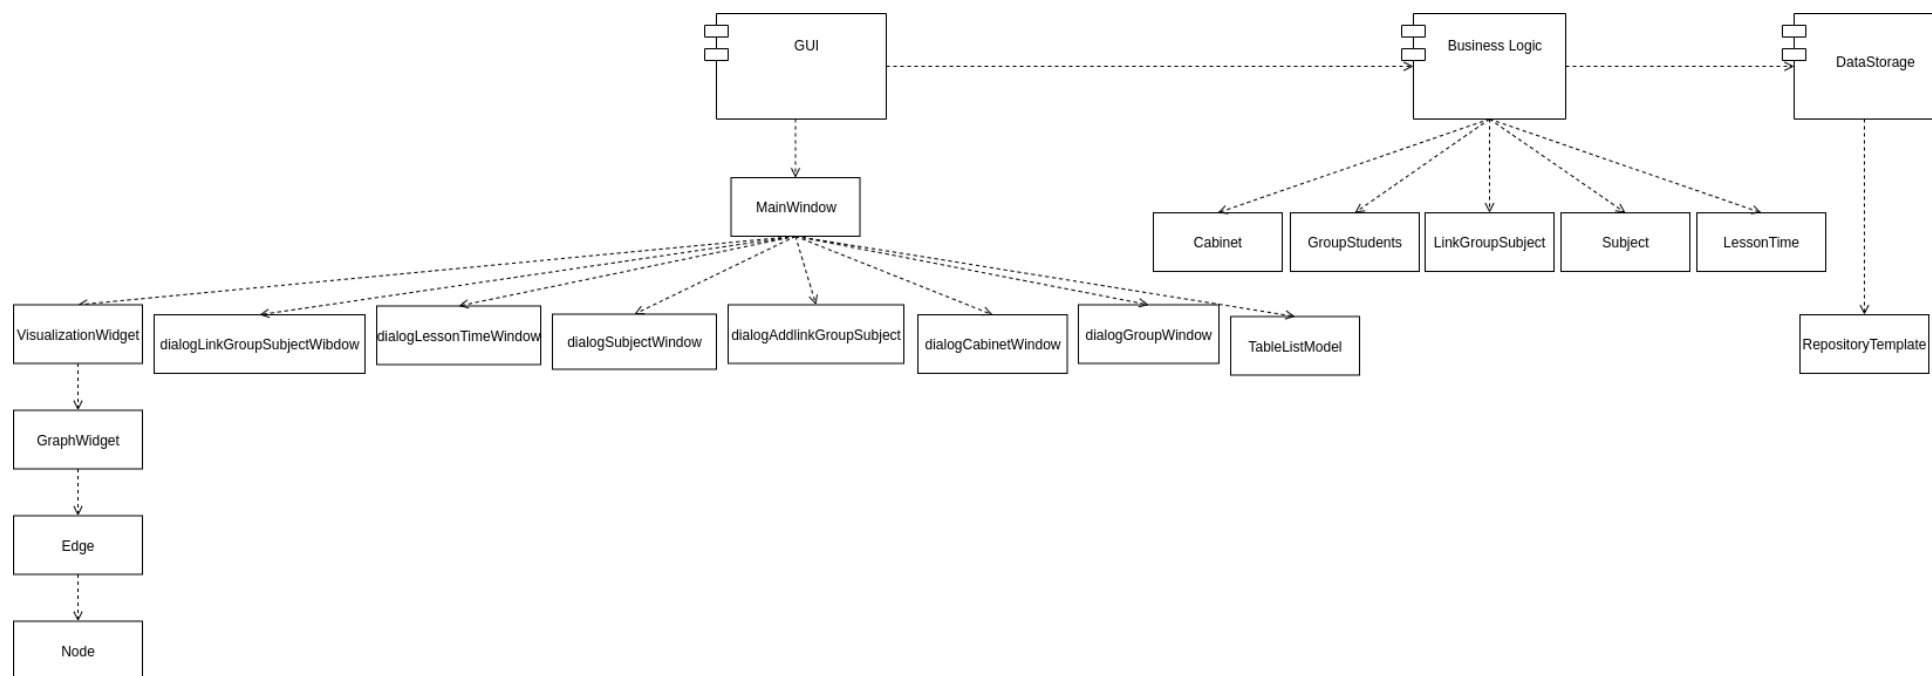 GUI
Business Logic
DataStorage
MainWindow
Cabinet
GroupStudents
LinkGroupSubject
Subject
LessonTime
VisualizationWidget
dialogLinkGroupSubjectWibdow
dialogLessonTimeWindow
dialogSubjectWindow
dialogAddlinkGroupSubject
dialogCabinetWindow
dialogGroupWindow
TableListModel
RepositoryTemplate
GraphWidget
Edge
Node